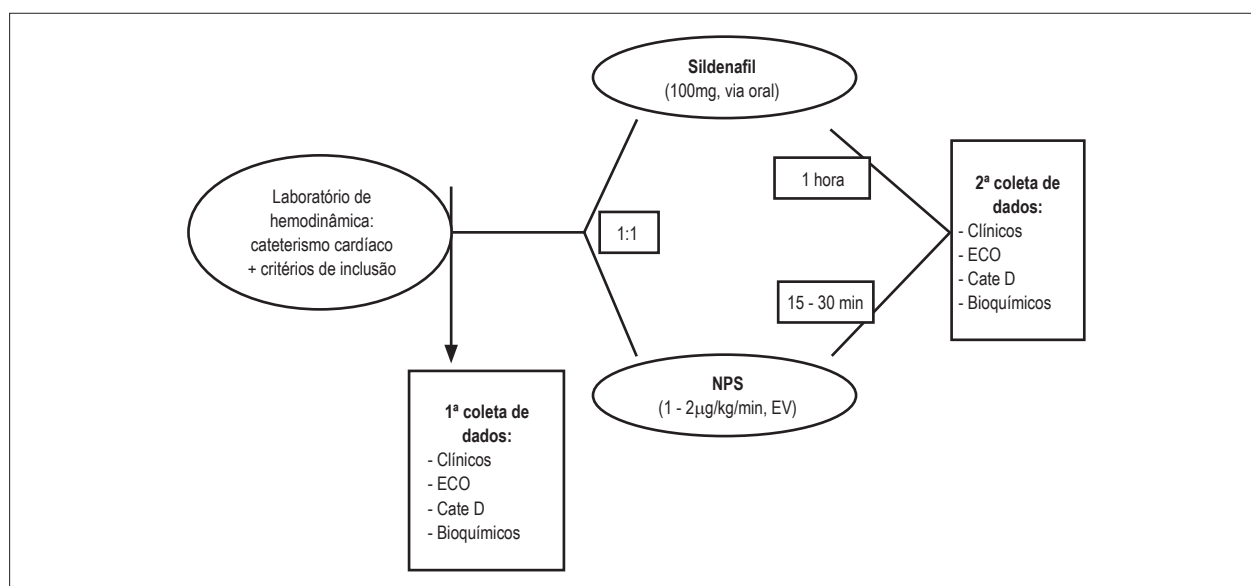 Laboratório de
hemodinâmica:
cateterismo cardíaco
+ critérios de inclusão
1ª coleta de
dados:
- Clínicos
- ECO
- Cate D
- Bioquímicos
1:1
Sildenafil
(100mg, via oral)
1 hora
NPS
(1 - 2μg/kg/min, EV)
15 - 30 min
2ª coleta de
dados:
- Clínicos
- ECO
- Cate D
- Bioquímicos